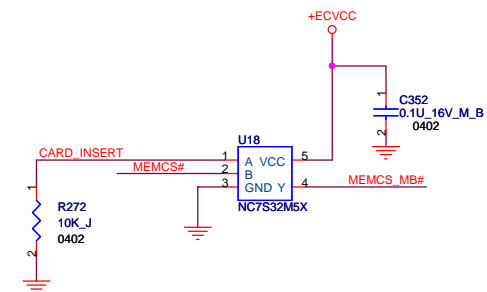 +ECVCC
1
C352
0.1U_16V_M_B
2
0402
U18
CARD_INSERT
1
A VCC
5
MEMCS#
2
B
3
GND Y
4
MEMCS_MB#
NC7S32M5X
1
R272
10K_J
0402
2